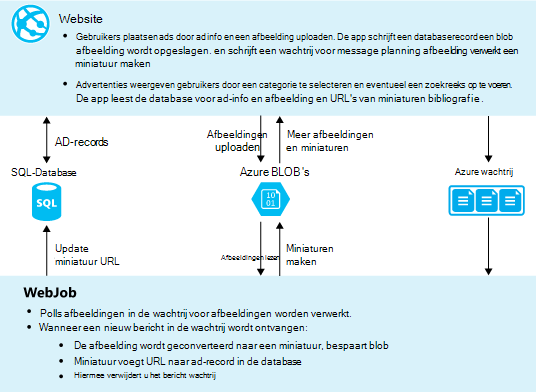 Website
• Gebruikers plaatsen ads door ad info en een afbeelding uploaden. De app schrijft een databaserecord een blob
afbeelding wordt opgeslagen. en schrijft een wachtrij voor message planning afbeelding verwerkt een
miniatuur maken
• Advertenties weergeven gebruikers door een categorie te selecteren en eventueel een zoekreeks op te voeren.
De app leest de database voor ad-info en afbeelding en URL's van miniaturen bibliografie.
AD-records
Afbeeldingen
uploaden
Meer afbeeldingen
en miniaturen
SQL-Database
Azure BLOB's
Azure wachtrij
SQL
10
01
Update
miniatuur URL
Afbeeldingen lezen
Miniaturen
maken
WebJob
• Polls afbeeldingen in de wachtrij voor afbeeldingen worden verwerkt.
• Wanneer een nieuw bericht in de wachtrij wordt ontvangen:
• De afbeelding wordt geconverteerd naar een miniatuur, bespaart blob
• Miniatuur voegt URL naar ad-record in de database
• Hiermee verwijdert u het bericht wachtrij